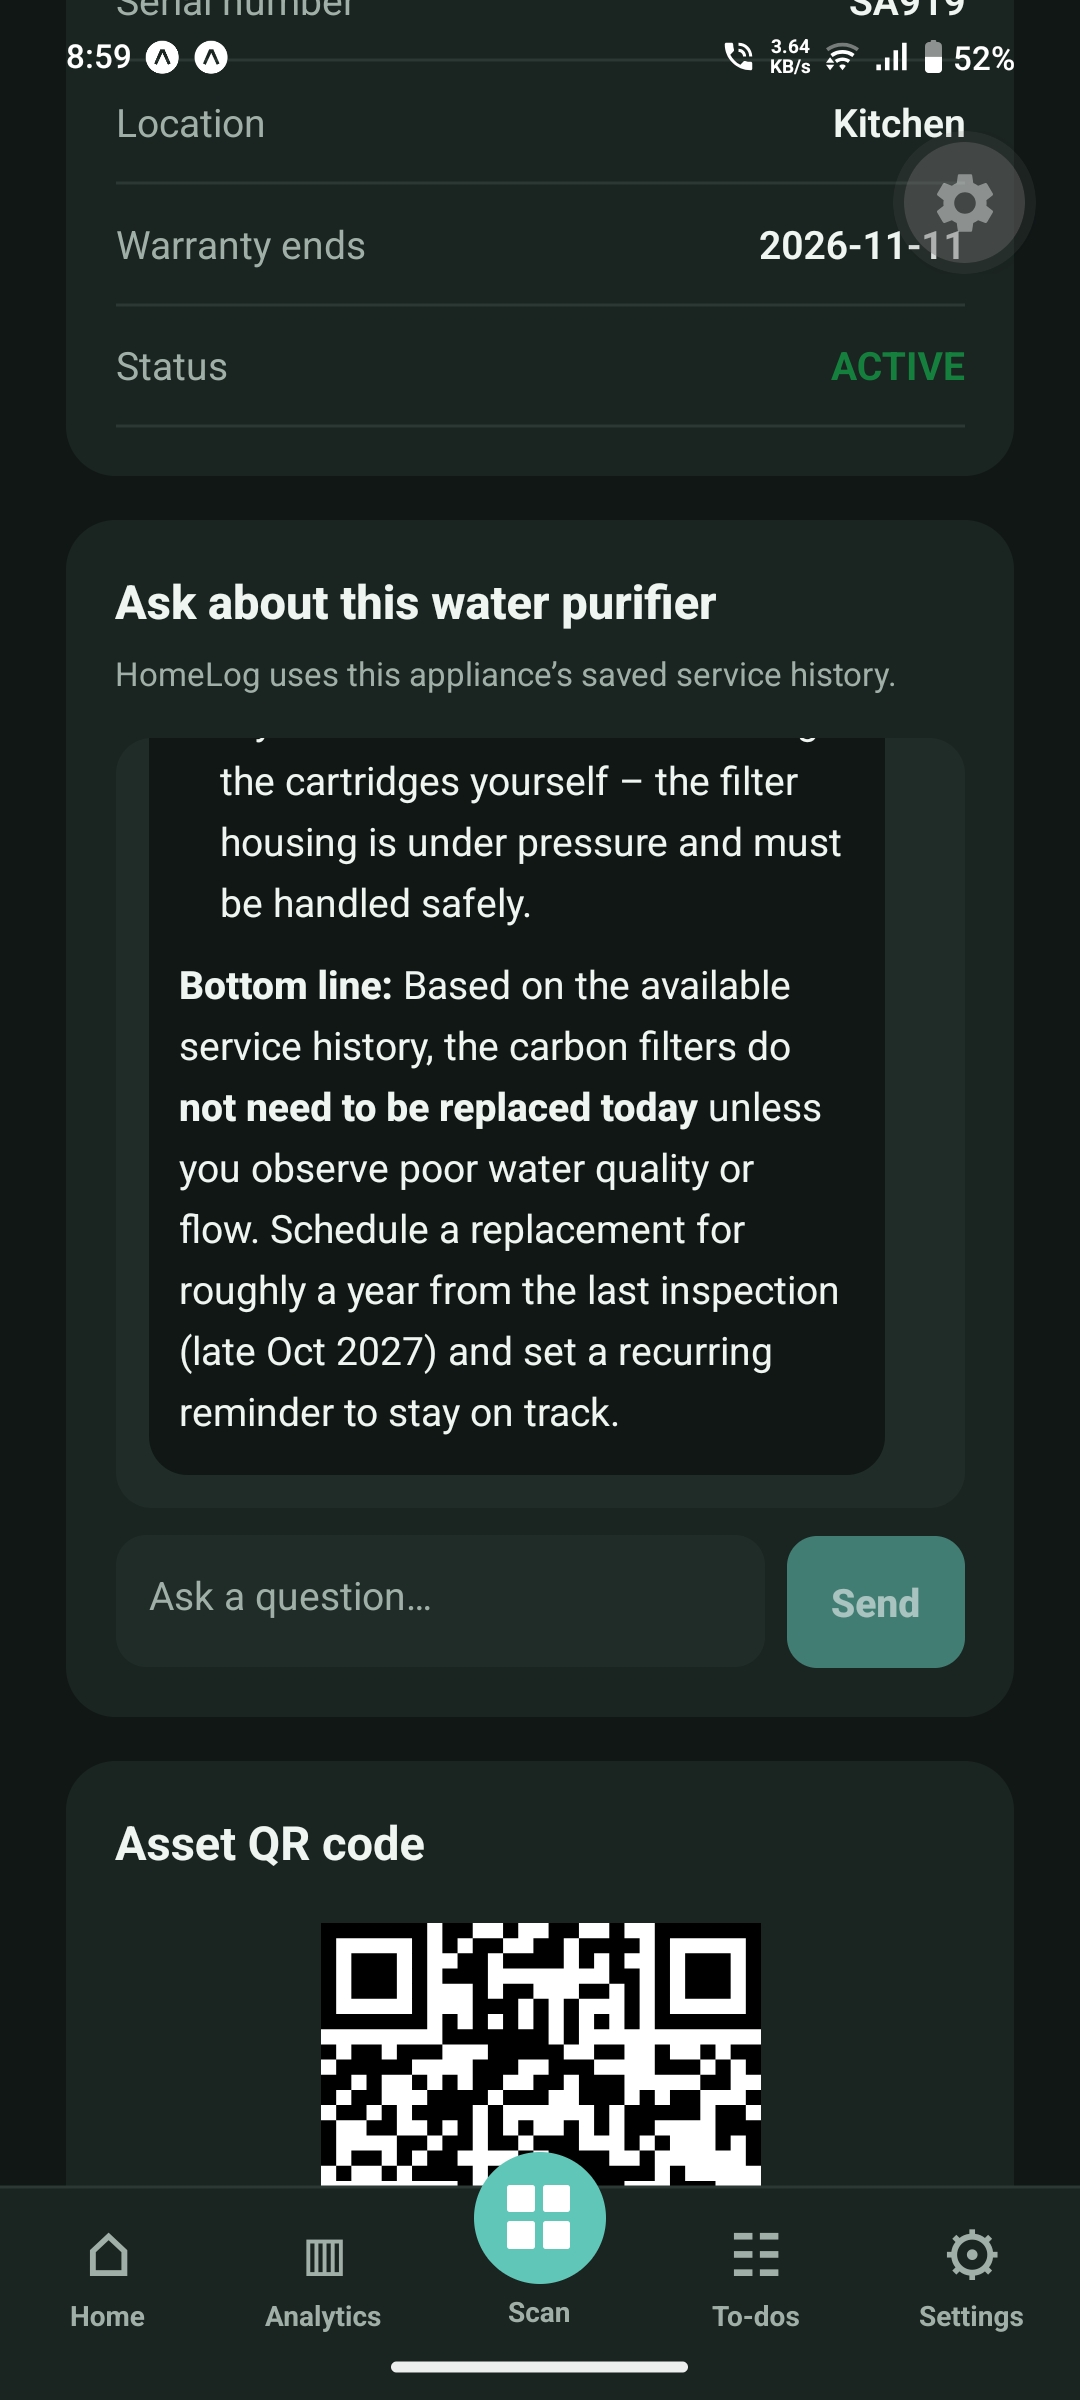 Serial number SA919
8:59 3.64 KB/s 52%
Location Kitchen
Warranty ends 2026-11-11
Status ACTIVE
Ask about this water purifier
HomeLog uses this appliance’s saved service history.
the cartridges yourself – the filter
housing is under pressure and must
be handled safely.
Bottom line: Based on the available
service history, the carbon filters do
not need to be replaced today unless
you observe poor water quality or
flow. Schedule a replacement for
roughly a year from the last inspection
(late Oct 2027) and set a recurring
reminder to stay on track.
Ask a question…
Send
Asset QR code
Home
Analytics
Scan
To-dos
Settings